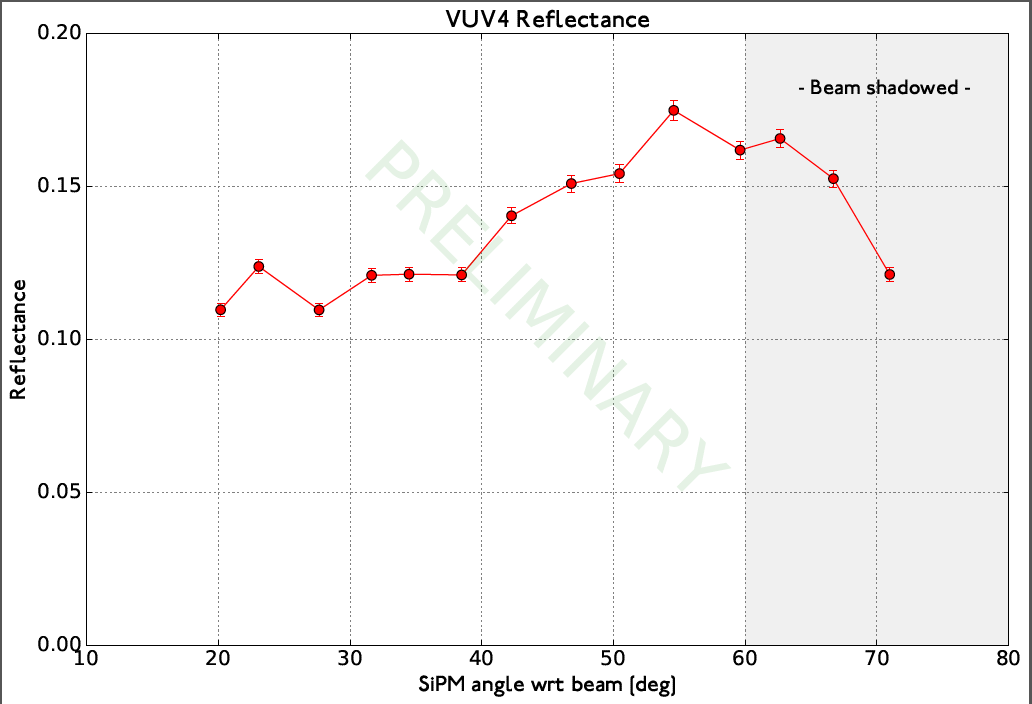 VUV4 Reflectance
0.20
- Beam shadowed -
0.15
PRELIMINARY
0.10
Reflectance
0.05
0.00
10 20 30 40 50 60 70 80
SiPM angle wrt beam [deg]